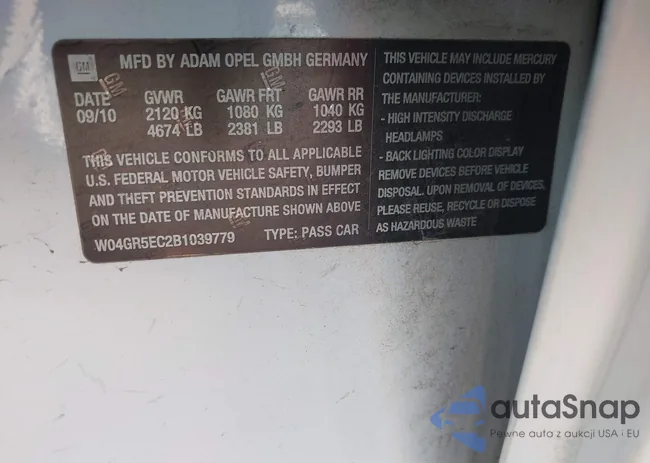 GM
MFD BY ADAM OPEL GMBH GERMANY
DATE GVWR GAWR FRT GAWR RR
09/10 2120 KG 1080 KG 1040 KG
4674 LB 2381 LB 2293 LB
THIS VEHICLE CONFORMS TO ALL APPLICABLE
U.S. FEDERAL MOTOR VEHICLE SAFETY, BUMPER
AND THEFT PREVENTION STANDARDS IN EFFECT
ON THE DATE OF MANUFACTURE SHOWN ABOVE
W04GR5EC2B1039779 TYPE: PASS CAR
THIS VEHICLE MAY INCLUDE MERCURY
CONTAINING DEVICES INSTALLED BY
THE MANUFACTURER:
- HIGH INTENSITY DISCHARGE
HEADLAMPS
- BACK LIGHTING COLOR DISPLAY
REMOVE DEVICES BEFORE VEHICLE
DISPOSAL. UPON REMOVAL OF DEVICES,
PLEASE REUSE, RECYCLE OR DISPOSE
AS HAZARDOUS WASTE
autaSnap
Pewne auta z aukcji USA i EU